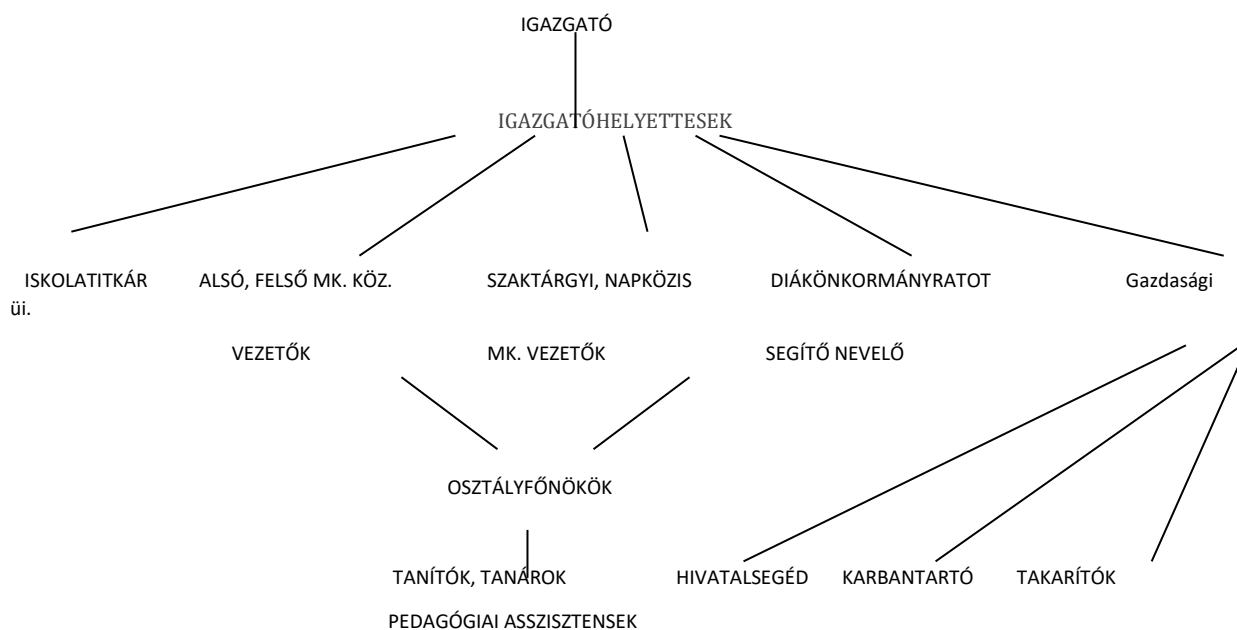 IGAZGATÓ
IGAZGATÓHELYETTESEK
ISKOLATITKÁR ALSÓ, FELSŐ MK. KÖZ. SZAKTÁRGYI, NAPKÖZIS DIÁKÖNKORMÁNYRATOT Gazdasági
üi.
VEZETŐK MK. VEZETŐK SEGÍTŐ NEVELŐ
OSZTÁLYFŐNÖKÖK
TANÍTÓK, TANÁROK HIVATALSEGÉD KARBANTARTÓ TAKARÍTÓK
PEDAGÓGIAI ASSZISZTENSEK